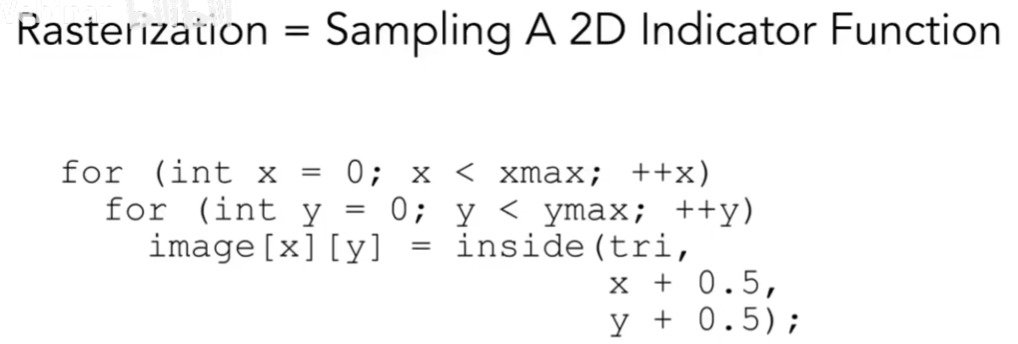 Rasterization = Sampling A 2D Indicator Function
for (int x = 0; x < xmax; ++x)
for (int y = 0; y < ymax; ++y)
image[x][y] = inside(tri,
x + 0.5,
y + 0.5);